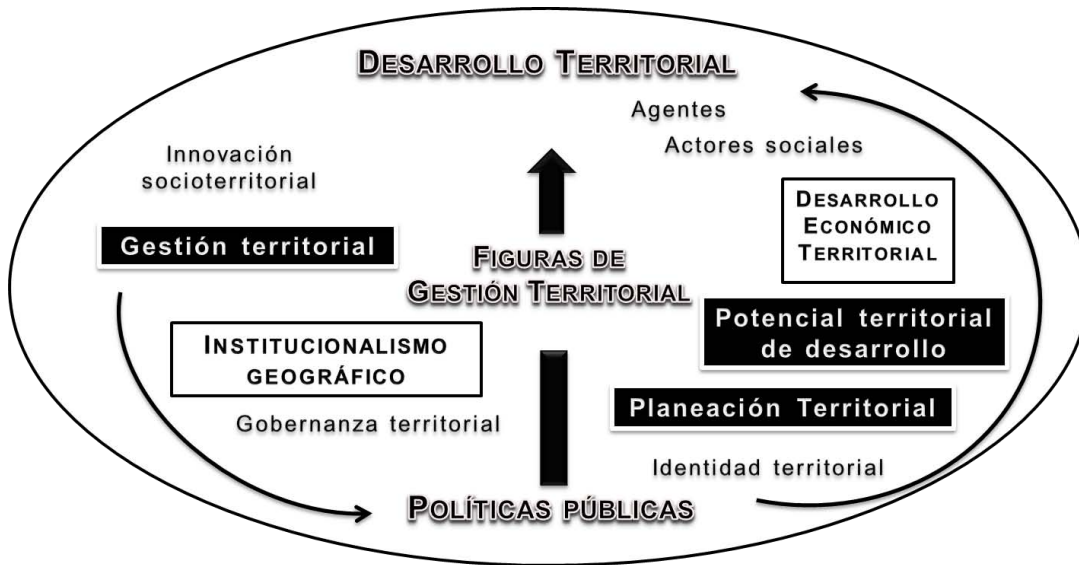 DESARROLLO TERRITORIAL
Agentes
Actores sociales
Innovación
socioterritorial
DESARROLLO
ECONÓMICO
TERRITORIAL
Gestión territorial
FIGURAS DE
GESTIÓN TERRITORIAL
Potencial territorial
de desarrollo
INSTITUCIONALISMO
GEOGRÁFICO
Planeación Territorial
Gobernanza territorial
Identidad territorial
POLÍTICAS PÚBLICAS